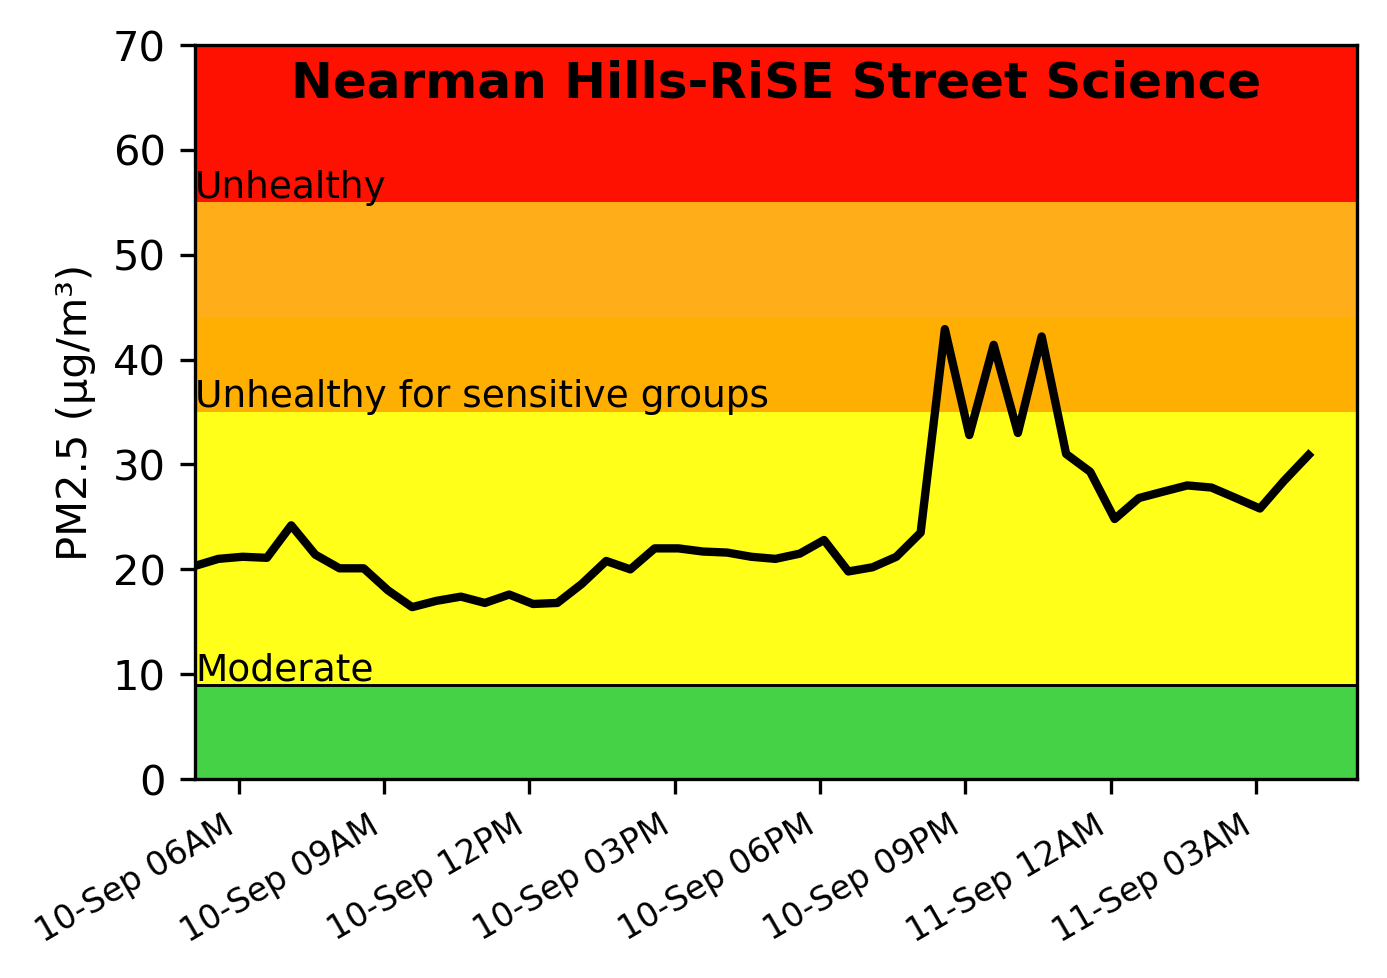 Nearman Hills-RiSE Street Science
70
60
50
40
30
20
10
0
PM2.5 (μg/m³)
Unhealthy
Unhealthy for sensitive groups
Moderate
10-Sep 06AM
10-Sep 09AM
10-Sep 12PM
10-Sep 03PM
10-Sep 06PM
10-Sep 09PM
11-Sep 12AM
11-Sep 03AM